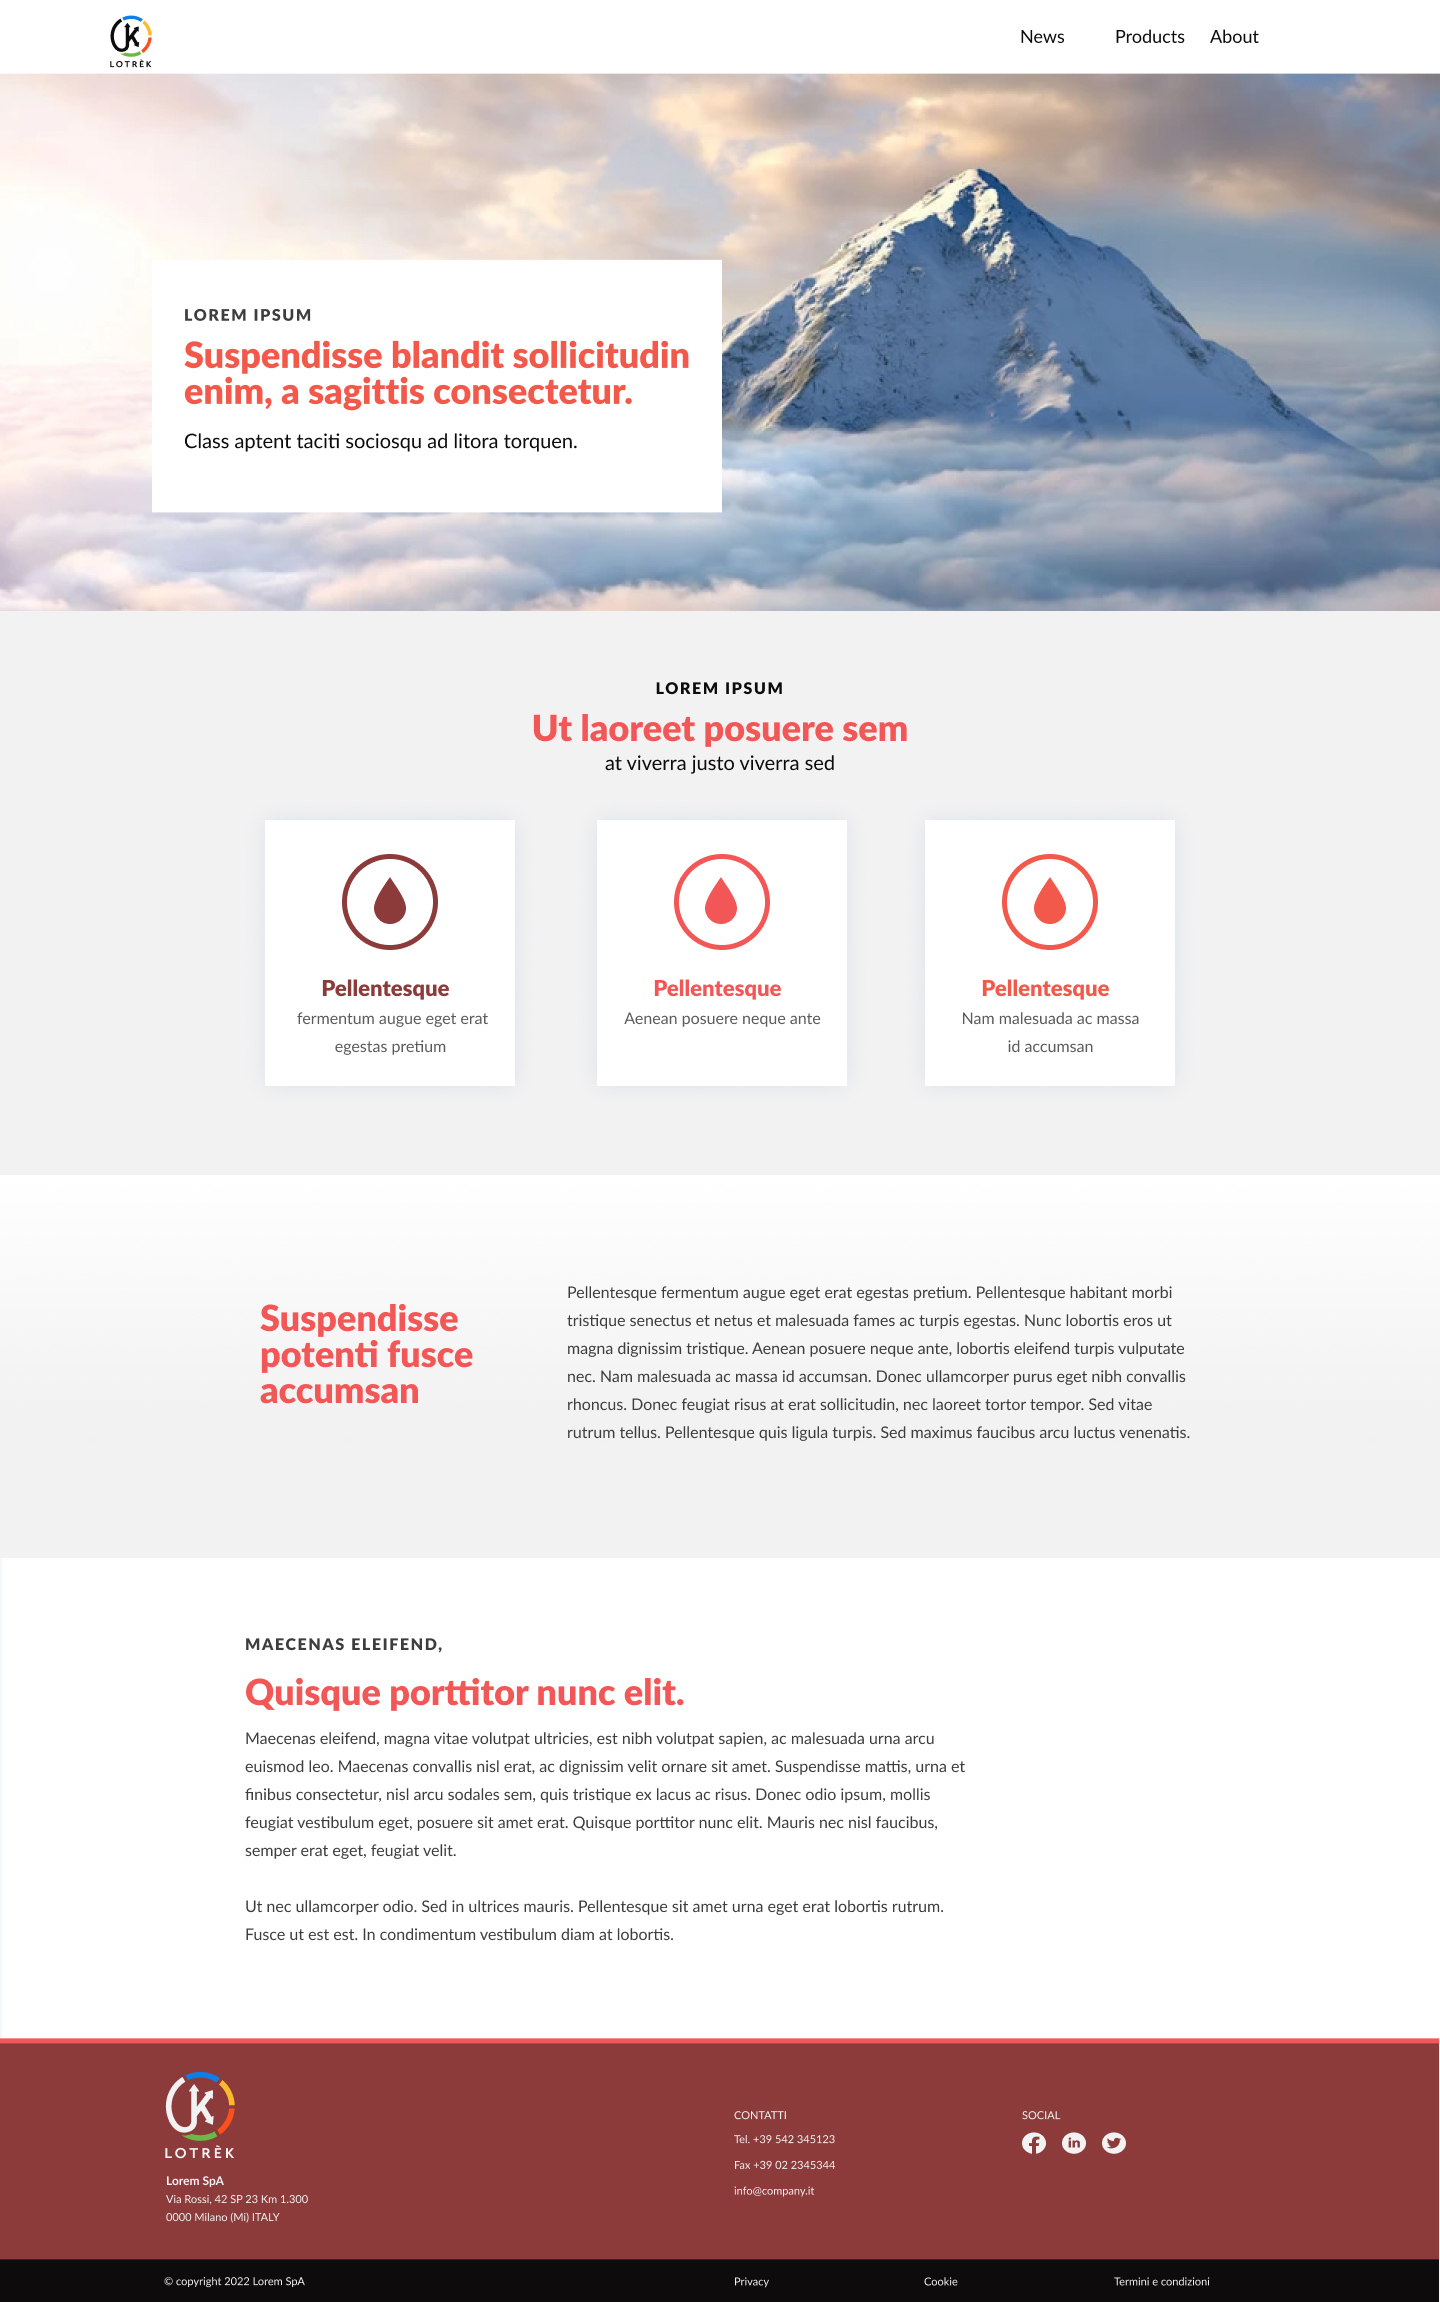 LOTRÈK
News Products About
LOREM IPSUM
Suspendisse blandit sollicitudin
enim, a sagittis consectetur.
Class aptent taciti sociosqu ad litora torquen.
LOREM IPSUM
Ut laoreet posuere sem
at viverra justo viverra sed
Pellentesque
fermentum augue eget erat
egestas pretium
Pellentesque
Aenean posuere neque ante
Pellentesque
Nam malesuada ac massa
id accumsan
Suspendisse
potenti fusce
accumsan
Pellentesque fermentum augue eget erat egestas pretium. Pellentesque habitant morbi
tristique senectus et netus et malesuada fames ac turpis egestas. Nunc lobortis eros ut
magna dignissim tristique. Aenean posuere neque ante, lobortis eleifend turpis vulputate
nec. Nam malesuada ac massa id accumsan. Donec ullamcorper purus eget nibh convallis
rhoncus. Donec feugiat risus at erat sollicitudin, nec laoreet tortor tempor. Sed vitae
rutrum tellus. Pellentesque quis ligula turpis. Sed maximus faucibus arcu luctus venenatis.
MAECENAS ELEIFEND,
Quisque porttitor nunc elit.
Maecenas eleifend, magna vitae volutpat ultricies, est nibh volutpat sapien, ac malesuada urna arcu
euismod leo. Maecenas convallis nisl erat, ac dignissim velit ornare sit amet. Suspendisse mattis, urna et
finibus consectetur, nisl arcu sodales sem, quis tristique ex lacus ac risus. Donec odio ipsum, mollis
feugiat vestibulum eget, posuere sit amet erat. Quisque porttitor nunc elit. Mauris nec nisl faucibus,
semper erat eget, feugiat velit.
Ut nec ullamcorper odio. Sed in ultrices mauris. Pellentesque sit amet urna eget erat lobortis rutrum.
Fusce ut est est. In condimentum vestibulum diam at lobortis.
LOTRÈK
Lorem SpA
Via Rossi, 42 SP 23 Km 1.300
0000 Milano (Mi) ITALY
CONTATTI
Tel. +39 542 345123
Fax +39 02 2345344
info@company.it
SOCIAL
© copyright 2022 Lorem SpA
Privacy
Cookie
Termini e condizioni